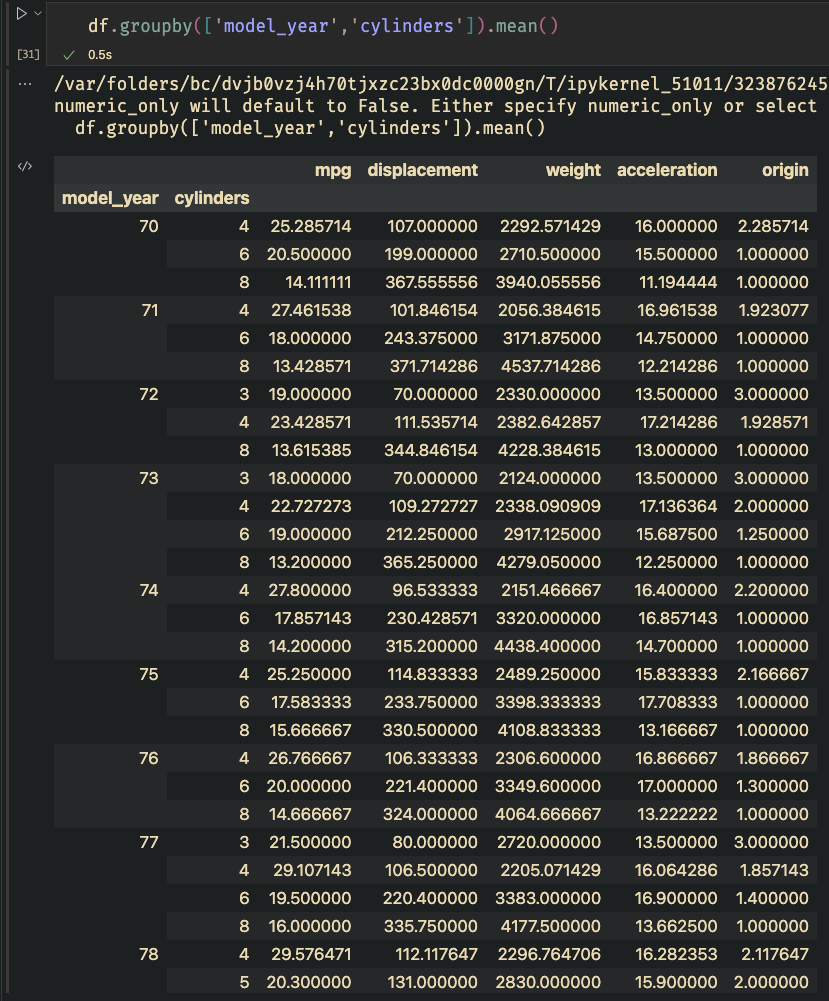 df.groupby(['model_year','cylinders']).mean()
[31] 0.5s
... /var/folders/bc/dvjb0vzj4h70tjxzc23bx0dc0000gn/T/ipykernel_51011/323876245
numeric_only will default to False. Either specify numeric_only or select
df.groupby(['model_year','cylinders']).mean()
</> mpg displacement weight acceleration origin
model_year cylinders
70 4 25.285714 107.000000 2292.571429 16.000000 2.285714
6 20.500000 199.000000 2710.500000 15.500000 1.000000
8 14.111111 367.555556 3940.055556 11.194444 1.000000
71 4 27.461538 101.846154 2056.384615 16.961538 1.923077
6 18.000000 243.375000 3171.875000 14.750000 1.000000
8 13.428571 371.714286 4537.714286 12.214286 1.000000
72 3 19.000000 70.000000 2330.000000 13.500000 3.000000
4 23.428571 111.535714 2382.642857 17.214286 1.928571
8 13.615385 344.846154 4228.384615 13.000000 1.000000
73 3 18.000000 70.000000 2124.000000 13.500000 3.000000
4 22.727273 109.272727 2338.090909 17.136364 2.000000
6 19.000000 212.250000 2917.125000 15.687500 1.250000
8 13.200000 365.250000 4279.050000 12.250000 1.000000
74 4 27.800000 96.533333 2151.466667 16.400000 2.200000
6 17.857143 230.428571 3320.000000 16.857143 1.000000
8 14.200000 315.200000 4438.400000 14.700000 1.000000
75 4 25.250000 114.833333 2489.250000 15.833333 2.166667
6 17.583333 233.750000 3398.333333 17.708333 1.000000
8 15.666667 330.500000 4108.833333 13.166667 1.000000
76 4 26.766667 106.333333 2306.600000 16.866667 1.866667
6 20.000000 221.400000 3349.600000 17.000000 1.300000
8 14.666667 324.000000 4064.666667 13.222222 1.000000
77 3 21.500000 80.000000 2720.000000 13.500000 3.000000
4 29.107143 106.500000 2205.071429 16.064286 1.857143
6 19.500000 220.400000 3383.000000 16.900000 1.400000
8 16.000000 335.750000 4177.500000 13.662500 1.000000
78 4 29.576471 112.117647 2296.764706 16.282353 2.117647
5 20.300000 131.000000 2830.000000 15.900000 2.000000